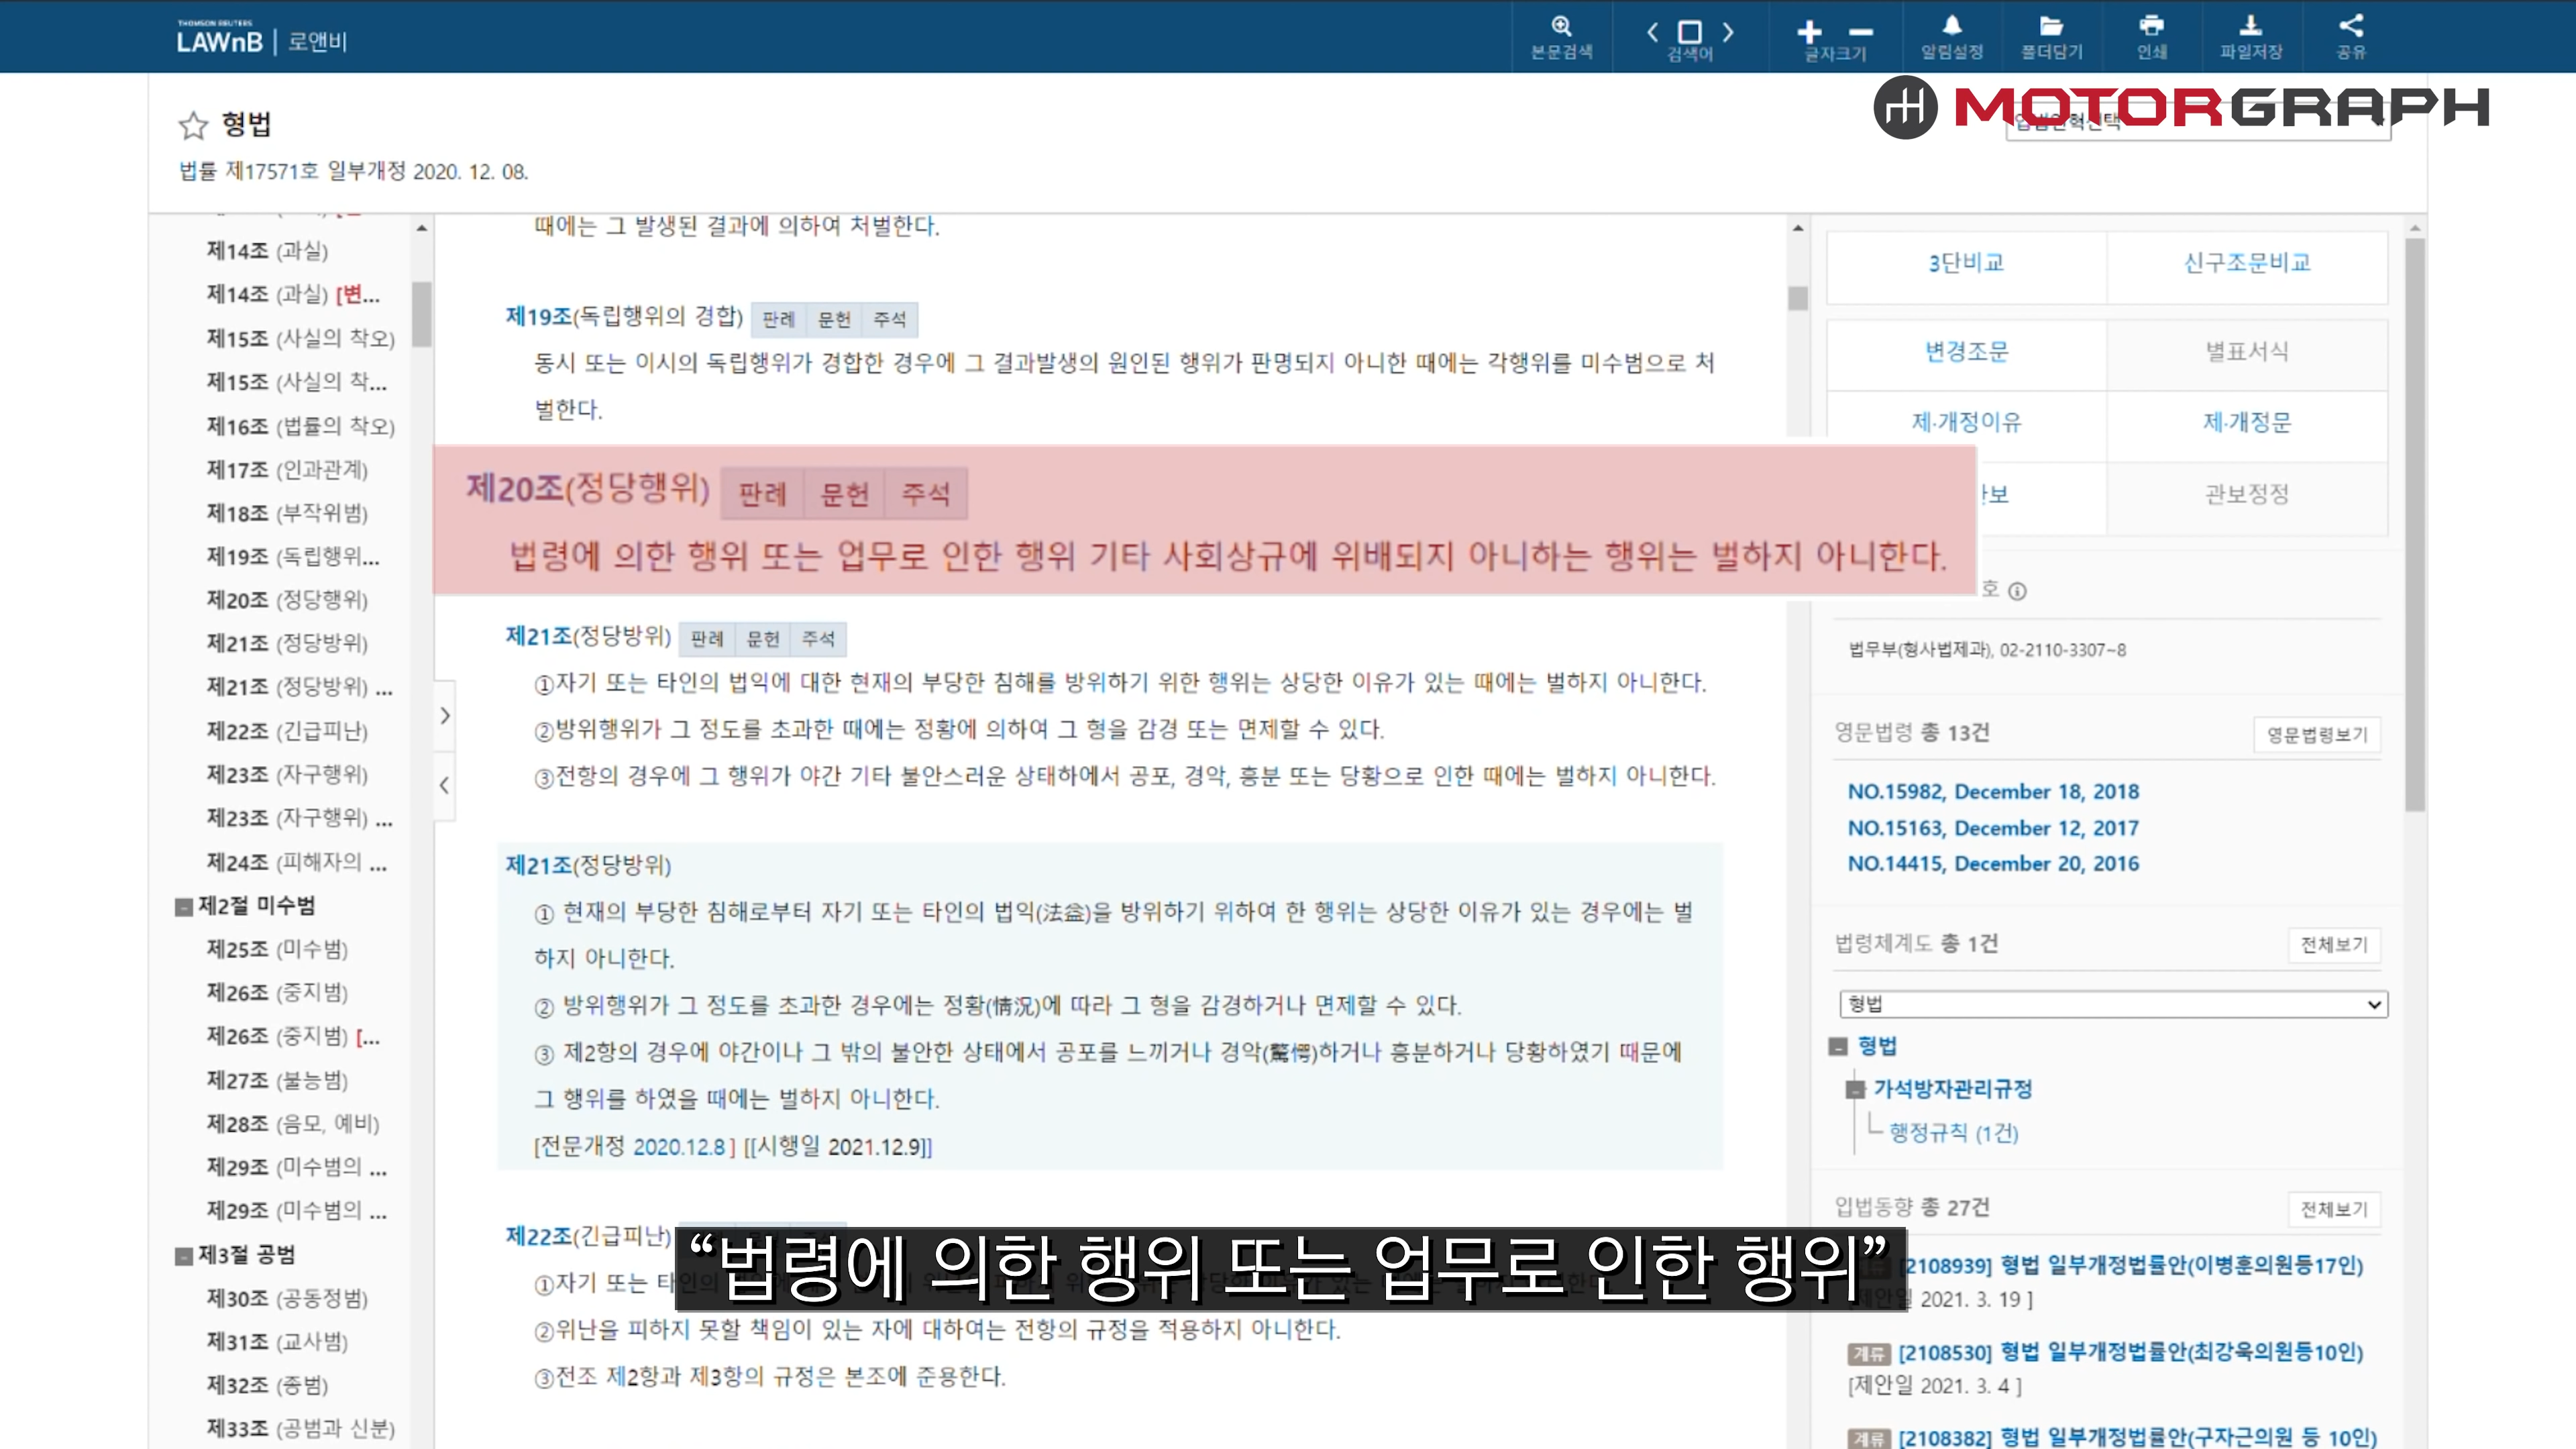 THOMSON REUTERS
LAWnB | 로앤비
본문검색
검색어
글자크기
알림설정
폴더담기
인쇄
파일저장
공유
MOTORGRAPH
형법
법률 제17571호 일부개정 2020. 12. 08.
제14조 (과실)
제14조 (과실) [변...
제15조 (사실의 착오)
제15조 (사실의 착...
제16조 (법률의 착오)
제17조 (인과관계)
제18조 (부작위범)
제19조 (독립행위...
제20조 (정당행위)
제21조 (정당방위)
제21조 (정당방위) ...
제22조 (긴급피난)
제23조 (자구행위)
제23조 (자구행위) ...
제24조 (피해자의 ...
제2절 미수범
제25조 (미수범)
제26조 (중지범)
제26조 (중지범) [...
제27조 (불능범)
제28조 (음모, 예비)
제29조 (미수범의 ...
제29조 (미수범의 ...
제3절 공범
제30조 (공동정범)
제31조 (교사범)
제32조 (종범)
제33조 (공범과 신분)
때에는 그 발생된 결과에 의하여 처벌한다.
제19조(독립행위의 경합) 판례 문헌 주석
동시 또는 이시의 독립행위가 경합한 경우에 그 결과발생의 원인된 행위가 판명되지 아니한 때에는 각행위를 미수범으로 처
벌한다.
제20조(정당행위) 판례 문헌 주석
법령에 의한 행위 또는 업무로 인한 행위 기타 사회상규에 위배되지 아니하는 행위는 벌하지 아니한다.
제21조(정당방위) 판례 문헌 주석
①자기 또는 타인의 법익에 대한 현재의 부당한 침해를 방위하기 위한 행위는 상당한 이유가 있는 때에는 벌하지 아니한다.
②방위행위가 그 정도를 초과한 때에는 정황에 의하여 그 형을 감경 또는 면제할 수 있다.
③전항의 경우에 그 행위가 야간 기타 불안스러운 상태하에서 공포, 경악, 흥분 또는 당황으로 인한 때에는 벌하지 아니한다.
제21조(정당방위)
① 현재의 부당한 침해로부터 자기 또는 타인의 법익(法益)을 방위하기 위하여 한 행위는 상당한 이유가 있는 경우에는 벌
하지 아니한다.
② 방위행위가 그 정도를 초과한 경우에는 정황(情況)에 따라 그 형을 감경하거나 면제할 수 있다.
③ 제2항의 경우에 야간이나 그 밖의 불안한 상태에서 공포를 느끼거나 경악(驚愕)하거나 흥분하거나 당황하였기 때문에
그 행위를 하였을 때에는 벌하지 아니한다.
[전문개정 2020.12.8 ] [[시행일 2021.12.9]]
제22조(긴급피난)
①자기 또는
“법령에 의한 행위 또는 업무로 인한 행위”
②위난을 피하지 못할 책임이 있는 자에 대하여는 전항의 규정을 적용하지 아니한다.
③전조 제2항과 제3항의 규정은 본조에 준용한다.
3단비교
신구조문비교
변경조문
별표서식
제·개정이유
제·개정문
보
관보정정
호
법무부(형사법제과), 02-2110-3307~8
영문법령 총 13건
영문법령보기
NO.15982, December 18, 2018
NO.15163, December 12, 2017
NO.14415, December 20, 2016
법령체계도 총 1건
전체보기
형법
형법
가석방자관리규정
행정규칙 (1건)
입법동향 총 27건
전체보기
[2108939] 형법 일부개정법률안(이병훈의원등17인)
[제안일 2021. 3. 19 ]
계류 [2108530] 형법 일부개정법률안(최강욱의원등10인)
[제안일 2021. 3. 4 ]
계류 [2108382] 형법 일부개정법률안(구자근의원 등 10인)